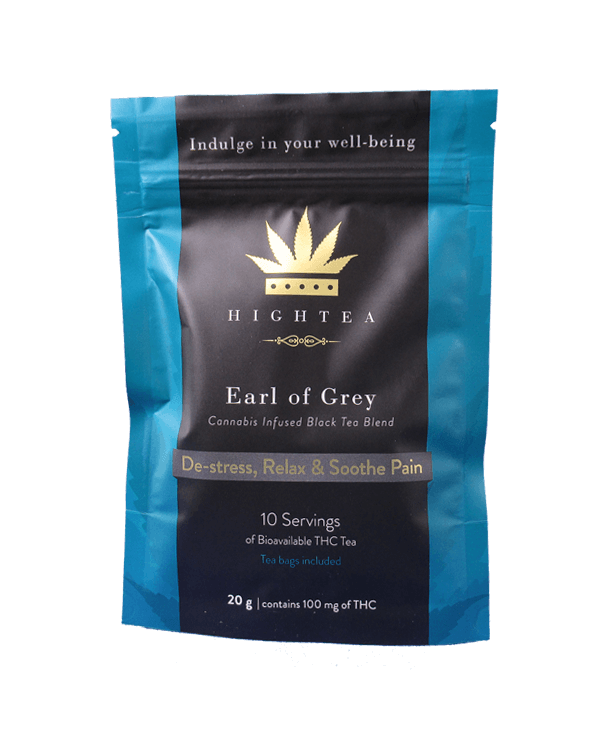 Indulge in your well-being
HIGHTEA
Earl of Grey
Cannabis Infused Black Tea Blend
De-stress, Relax & Soothe Pain
10 Servings
of Bioavailable THC Tea
Tea bags included
20 g | contains 100 mg of THC